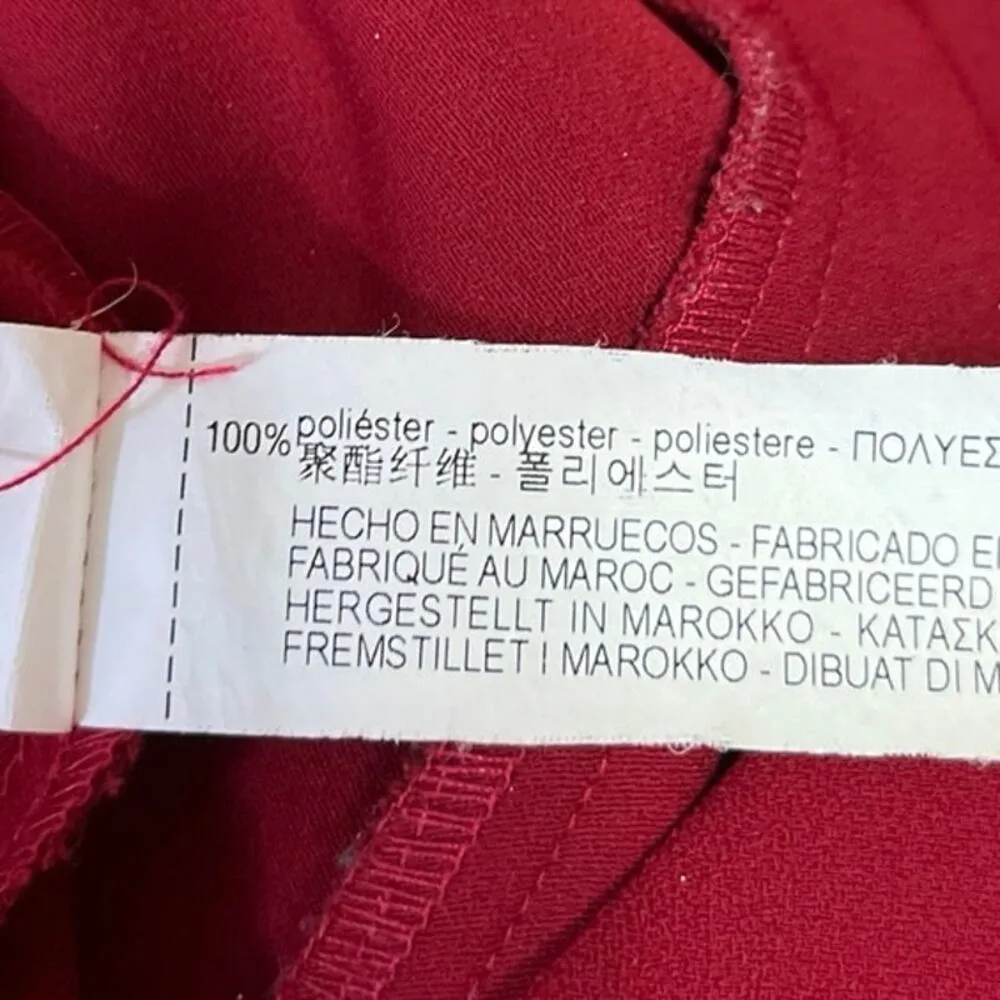 100% poliéster - polyester - poliestere - ΠΟΛΥΕΣ
聚酯纤维 - 폴리에스터
HECHO EN MARRUECOS - FABRICADO
FABRIQUÉ AU MAROC - GEFABRICEERD
HERGESTELLT IN MAROKKO - ΚΑΤΑΣΚ
FREMSTILLET I MAROKKO - DIBUAT DI M